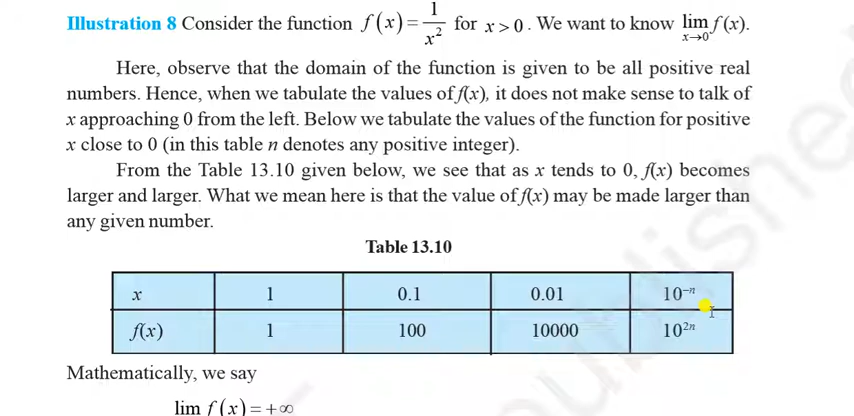 Illustration 8 Consider the function f(x) = 1/x² for x > 0. We want to know lim x→0 f(x).
Here, observe that the domain of the function is given to be all positive real
numbers. Hence, when we tabulate the values of f(x), it does not make sense to talk of
x approaching 0 from the left. Below we tabulate the values of the function for positive
x close to 0 (in this table n denotes any positive integer).
From the Table 13.10 given below, we see that as x tends to 0, f(x) becomes
larger and larger. What we mean here is that the value of f(x) may be made larger than
any given number.
Table 13.10
x 1 0.1 0.01 10⁻ⁿ
f(x) 1 100 10000 10²ⁿ
Mathematically, we say
lim f(x) = +∞